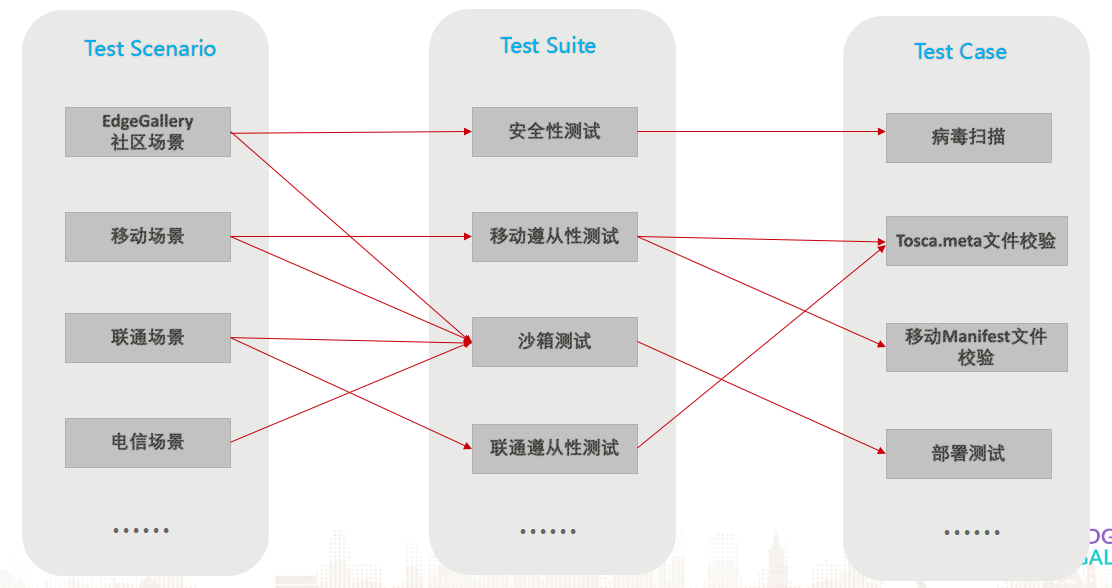 Test Scenario
EdgeGallery
社区场景
移动场景
联通场景
电信场景
······
Test Suite
安全性测试
移动遵从性测试
沙箱测试
联通遵从性测试
······
Test Case
病毒扫描
Tosca.meta文件校验
移动Manifest文件
校验
部署测试
······